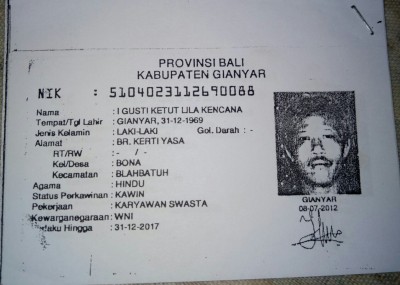 PROVINSI BALI
KABUPATEN GIANYAR
NIK : 5104023112690088
Nama : I GUSTI KETUT LILA KENCANA
Tempat/Tgl Lahir : GIANYAR, 31-12-1969
Jenis Kelamin : LAKI-LAKI Gol. Darah : -
Alamat : BR. KERTI YASA
RT/RW : - / -
Kel/Desa : BONA
Kecamatan : BLAHBATUH
Agama : HINDU
Status Perkawinan : KAWIN
Pekerjaan : KARYAWAN SWASTA
Kewarganegaraan : WNI
laku Hingga : 31-12-2017
GIANYAR
08-07-2012